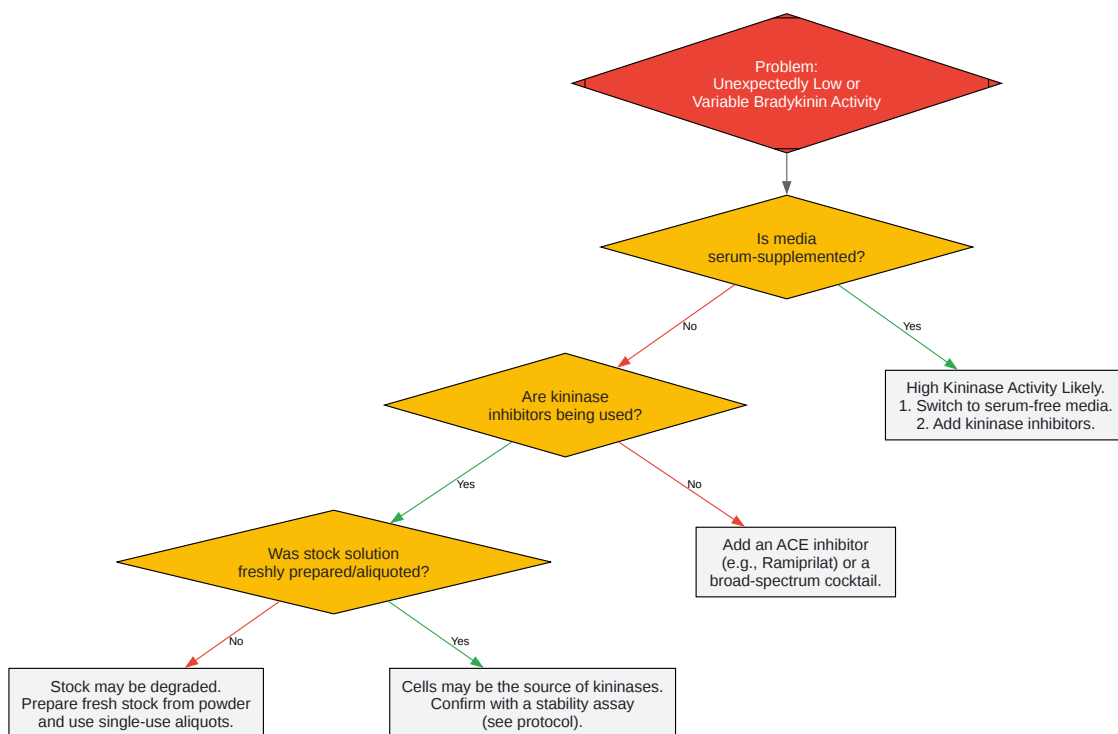 Problem:
Unexpectedly Low or
Variable Bradykinin Activity
Is media
serum-supplemented?
No
Yes
Are kininase
inhibitors being used?
High Kininase Activity Likely.
1. Switch to serum-free media.
2. Add kininase inhibitors.
Yes
No
Was stock solution
freshly prepared/aliquoted?
Add an ACE inhibitor
(e.g., Ramiprilat) or a
broad-spectrum cocktail.
No
Yes
Stock may be degraded.
Prepare fresh stock from powder
and use single-use aliquots.
Cells may be the source of kininases.
Confirm with a stability assay
(see protocol).